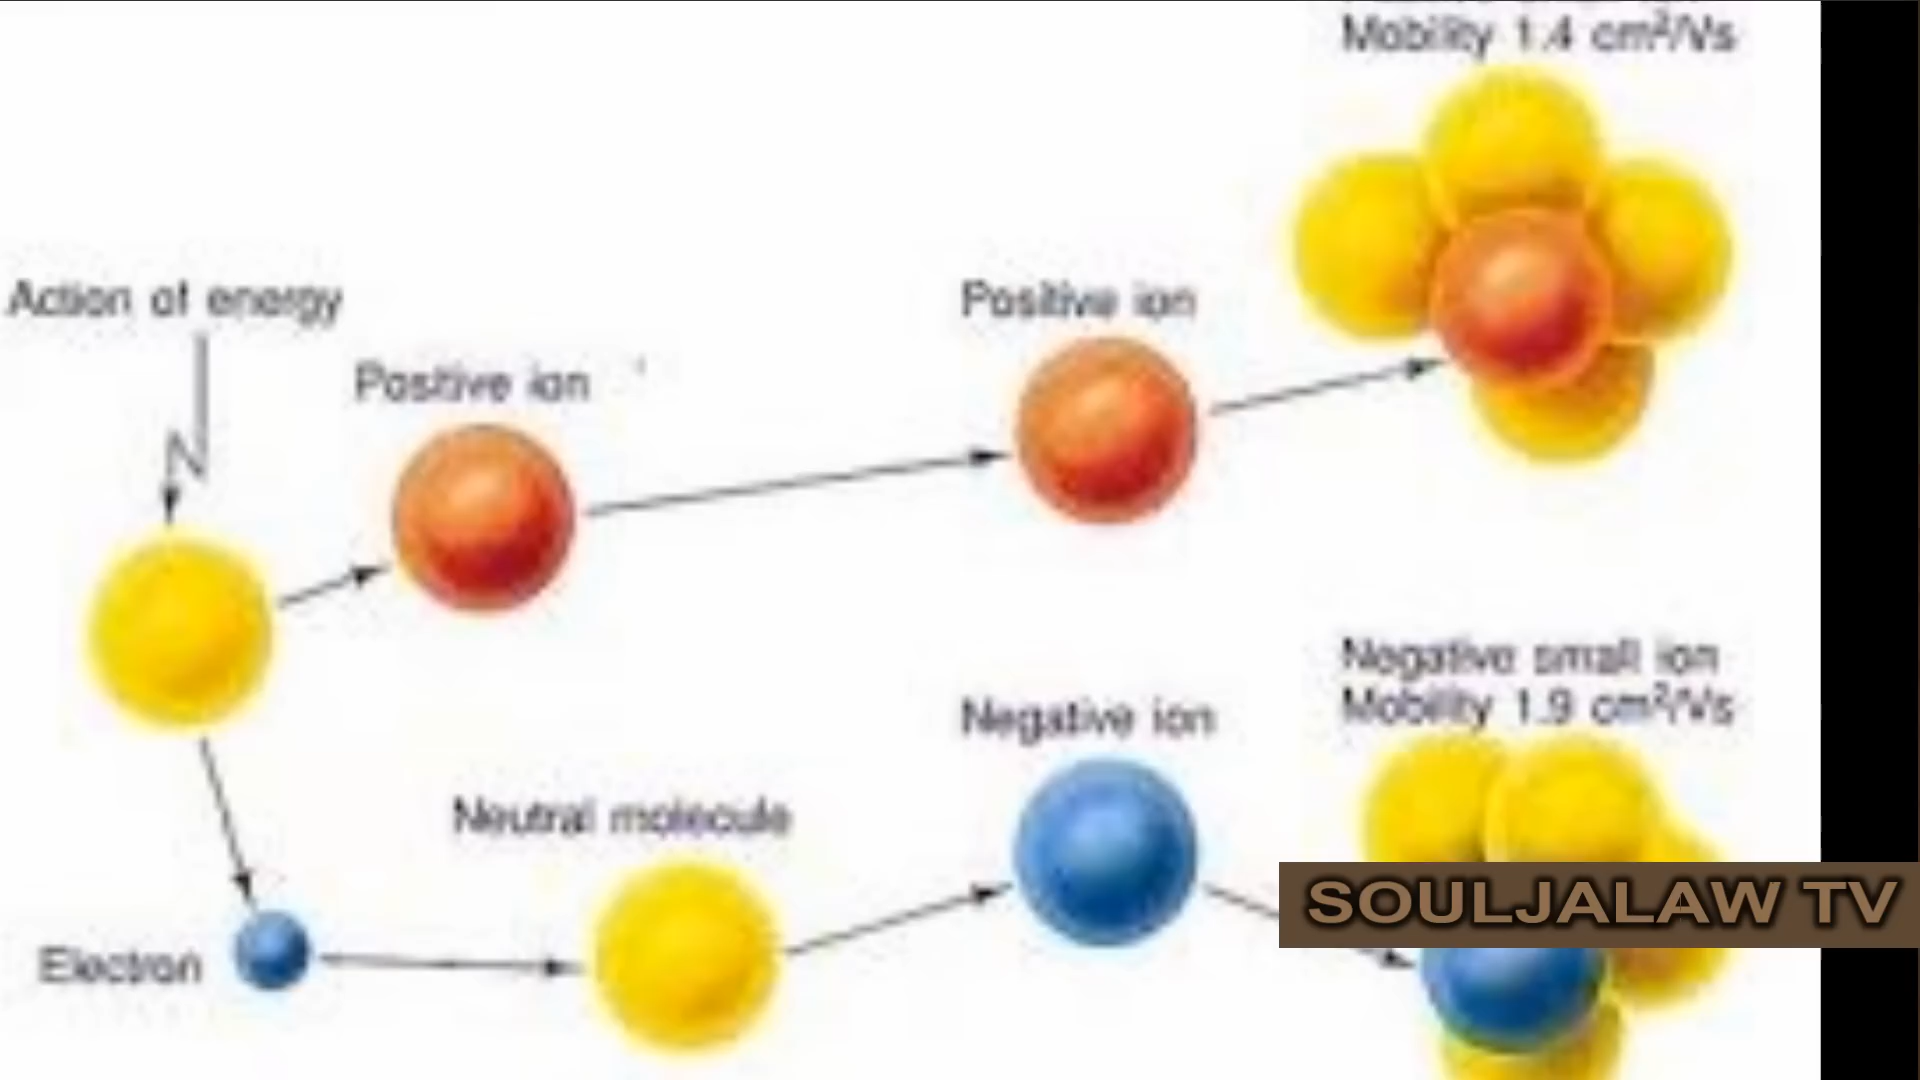 Mobility 1.4 cm²/Vs
Action of energy
Positive ion
Positive ion
Negative small ion
Mobility 1.9 cm²/Vs
Negative ion
Neutral molecule
SOULJALAW TV
Electron